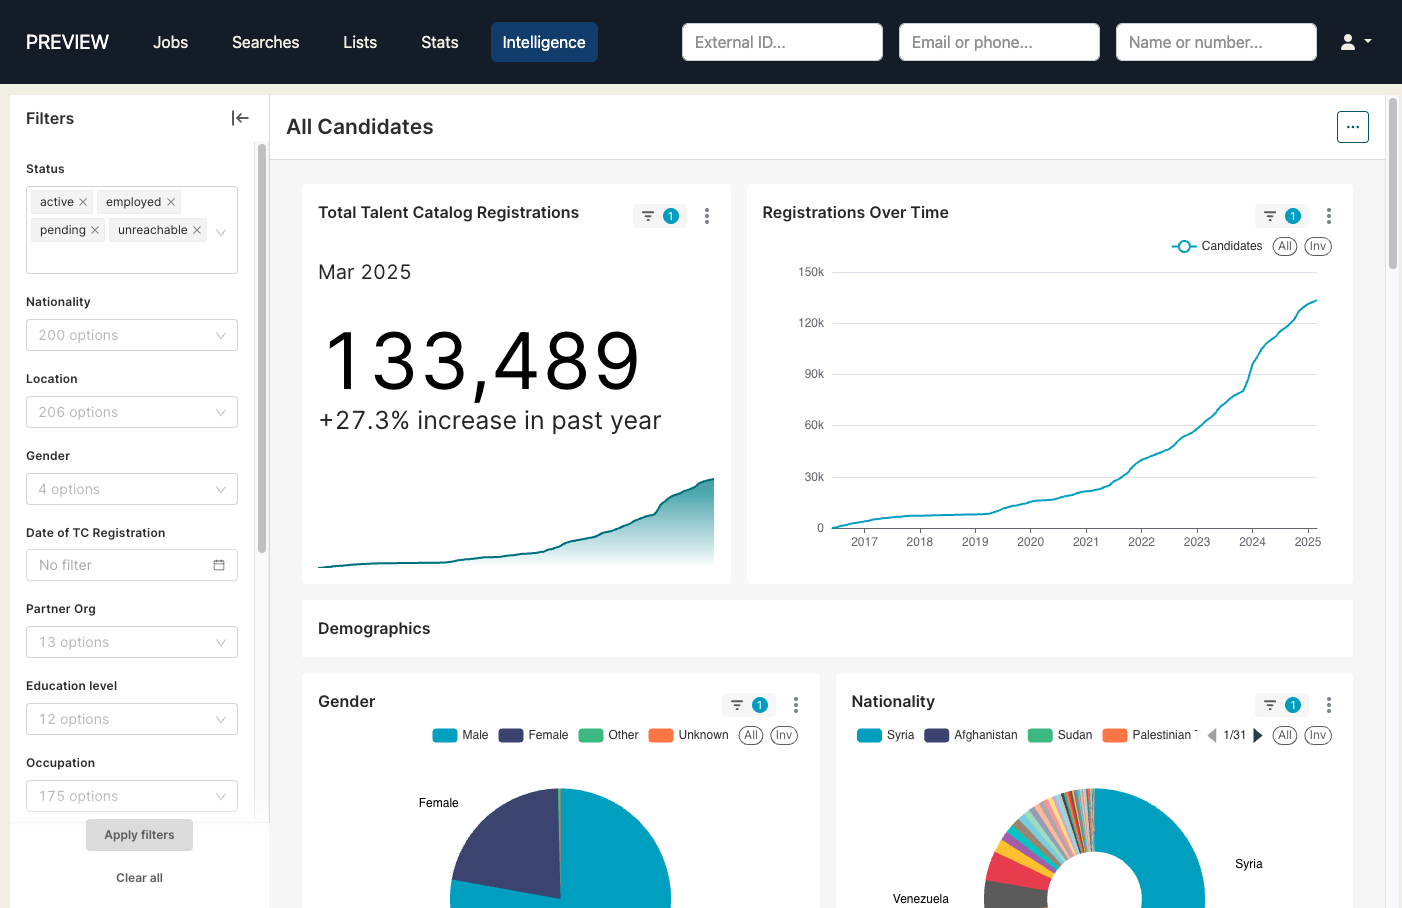 PREVIEW Jobs Searches Lists Stats Intelligence External ID... Email or phone... Name or number...
Filters
Status
active employed
pending unreachable
Nationality
200 options
Location
206 options
Gender
4 options
Date of TC Registration
No filter
Partner Org
13 options
Education level
12 options
Occupation
175 options
Apply filters
Clear all
All Candidates
Total Talent Catalog Registrations 1
Mar 2025
133,489
+27.3% increase in past year
Registrations Over Time 1
Candidates All Inv
150k
120k
90k
60k
30k
0
2017 2018 2019 2020 2021 2022 2023 2024 2025
Demographics
Gender 1
Male Female Other Unknown All Inv
Female
Nationality 1
Syria Afghanistan Sudan Palestinian 1/31 All Inv
Syria
Venezuela